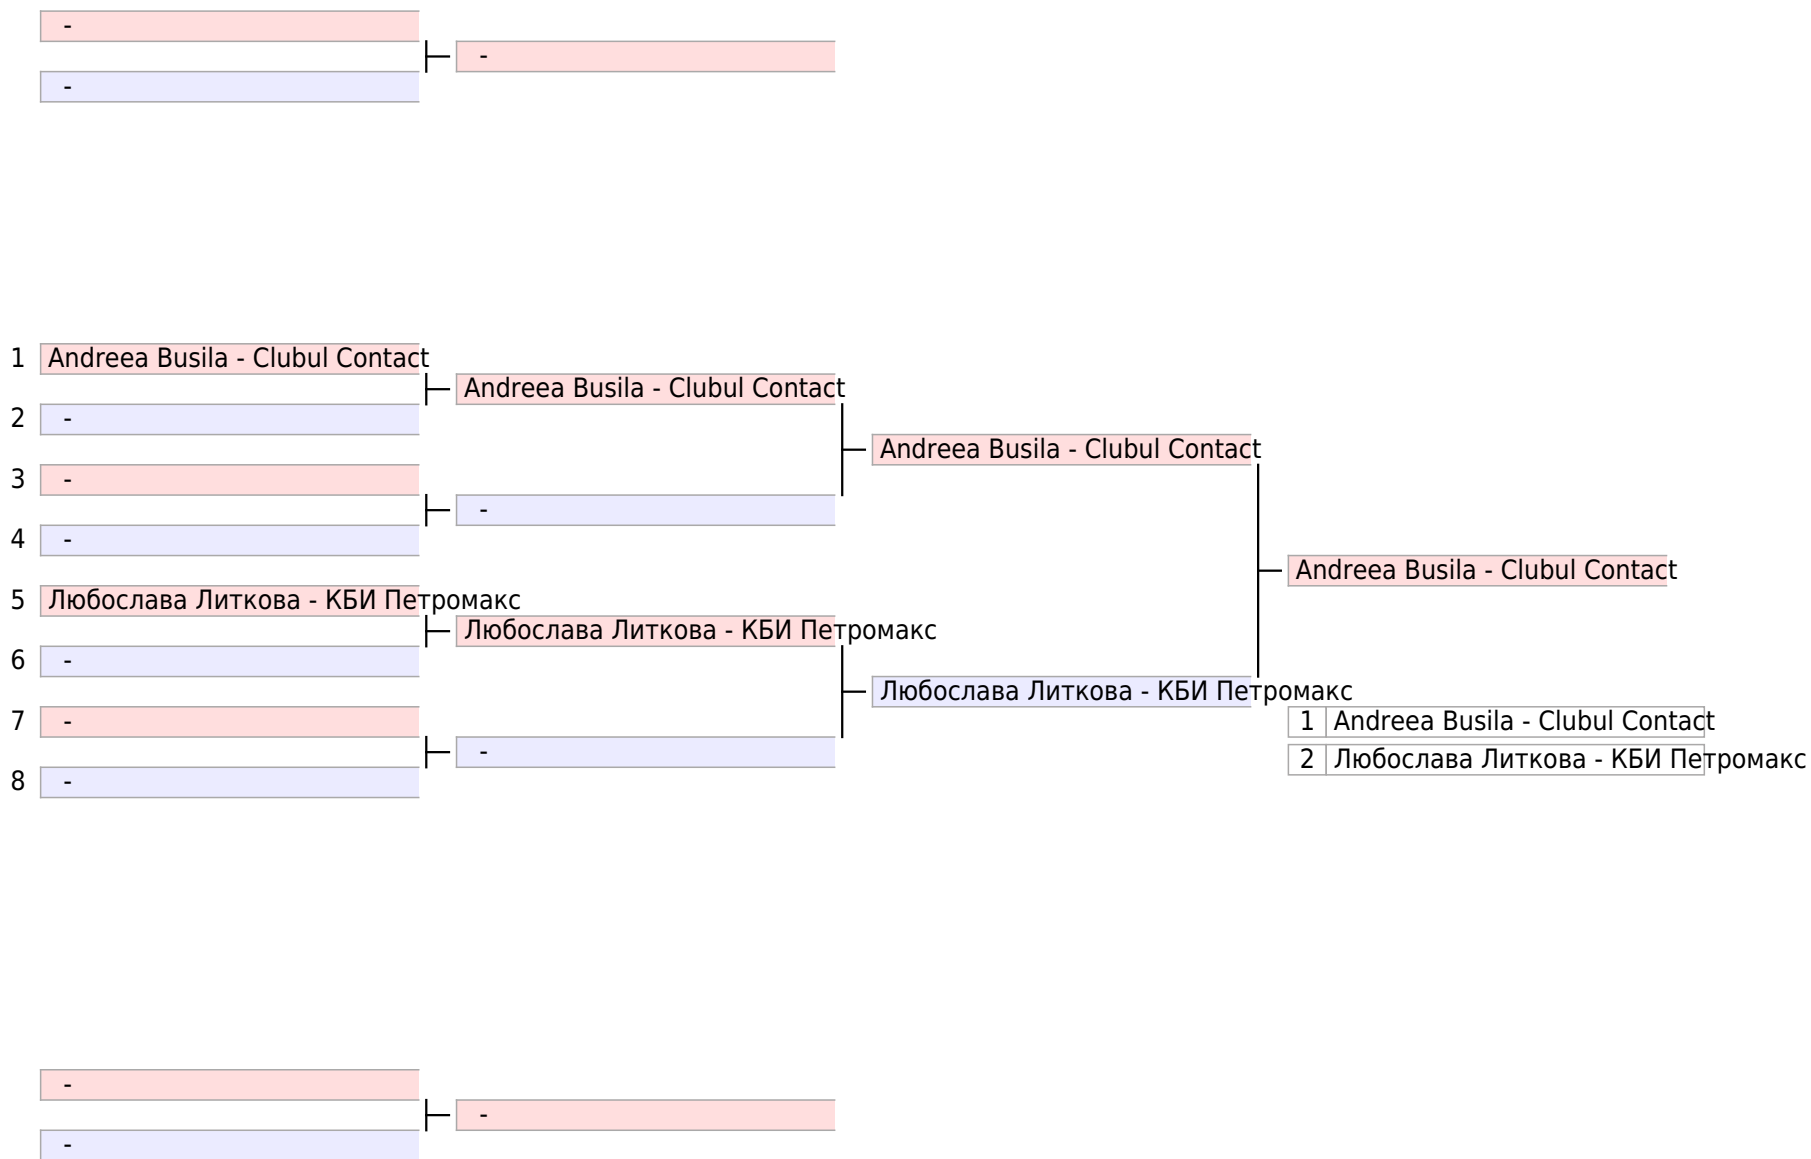 -
-
-
1 Andreea Busila - Clubul Contact
Andreea Busila - Clubul Contact
2 -
Andreea Busila - Clubul Contact
3 -
-
4 -
Andreea Busila - Clubul Contact
5 Любослава Литкова - КБИ Петромакс
Любослава Литкова - КБИ Петромакс
6 -
Любослава Литкова - КБИ Петромакс
7 -
1 Andreea Busila - Clubul Contact
-
2 Любослава Литкова - КБИ Петромакс
8 -
-
-
-